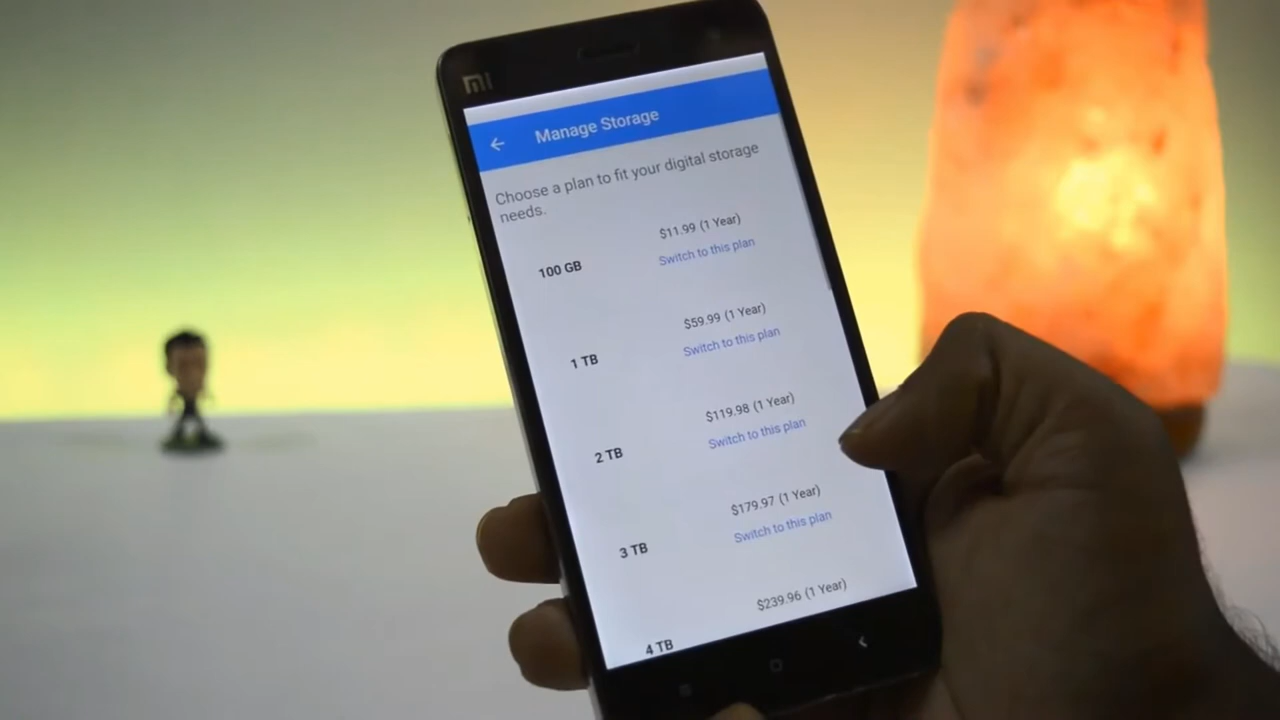 MI
Manage Storage
Choose a plan to fit your digital storage
needs.
$11.99 (1 Year)
100 GB
Switch to this plan
$59.99 (1 Year)
1 TB
Switch to this plan
$119.98 (1 Year)
2 TB
Switch to this plan
$179.97 (1 Year)
3 TB
Switch to this plan
$239.96 (1 Year)
4 TB